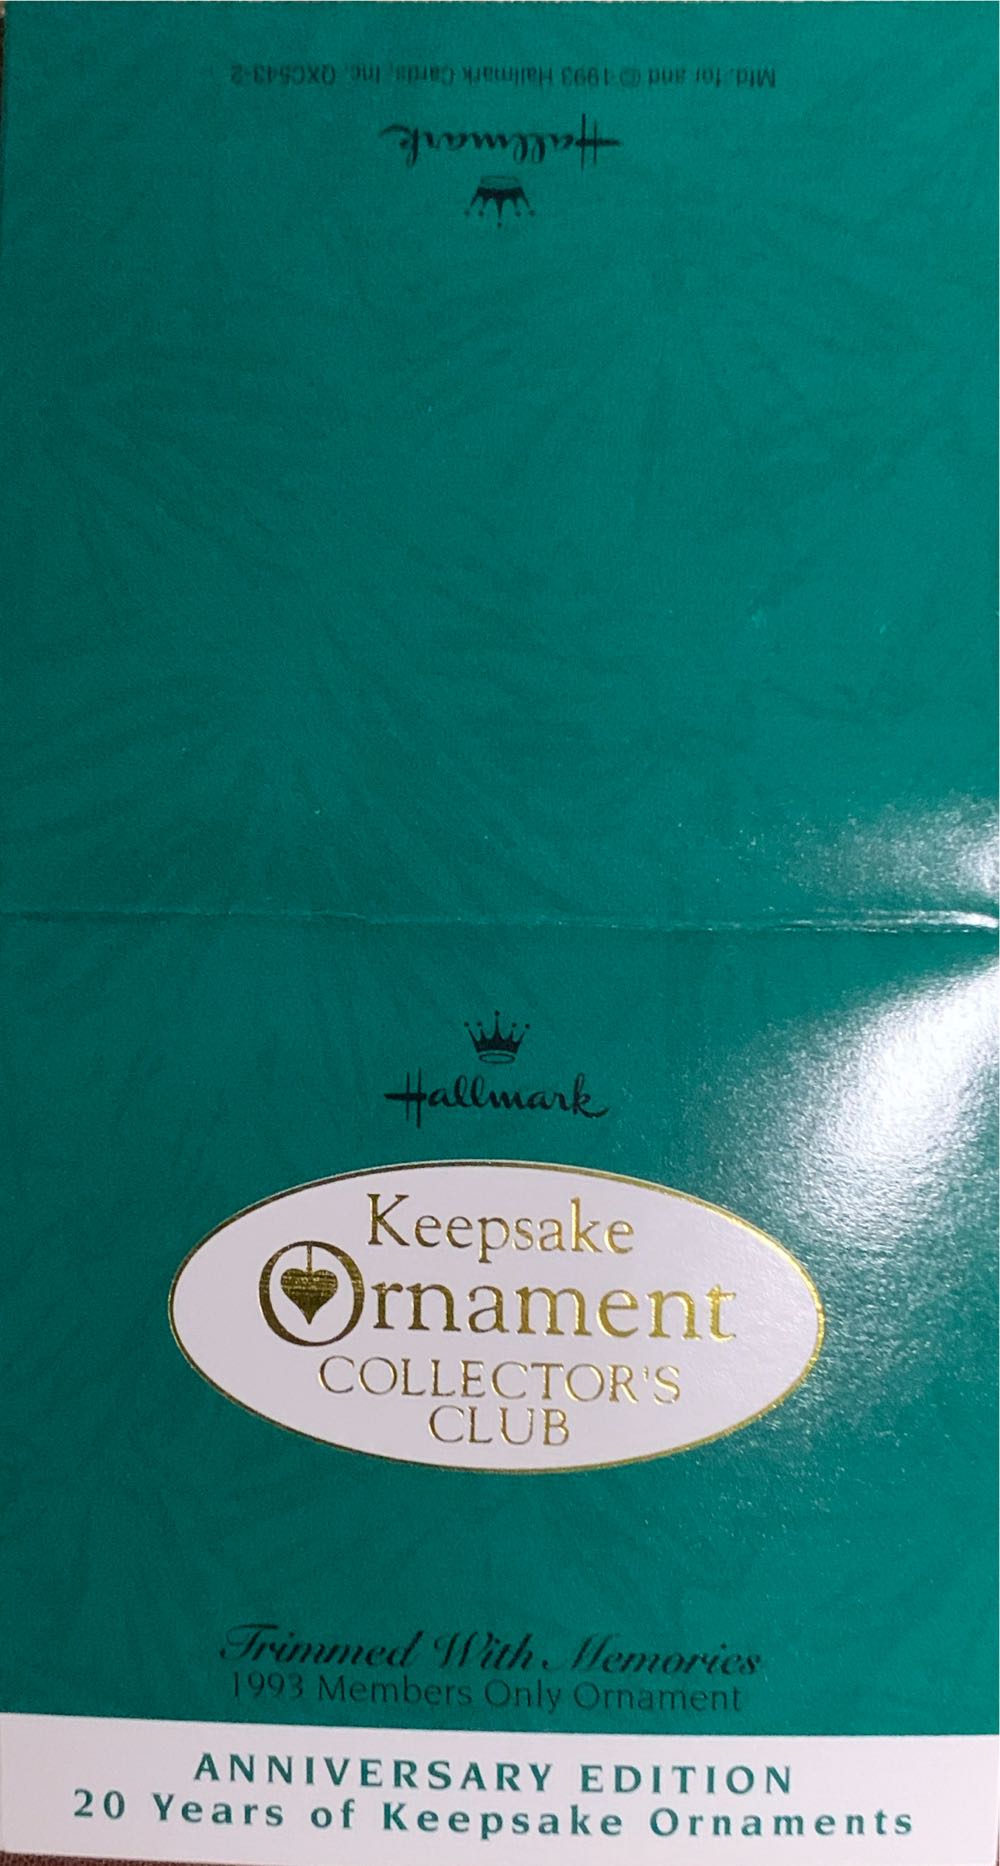 Mfd. for and © 1993 Hallmark Cards, Inc. QXC543-2
Hallmark
Hallmark
Keepsake
Ornament
COLLECTOR'S
CLUB
Trimmed With Memories
1993 Members Only Ornament
ANNIVERSARY EDITION
20 Years of Keepsake Ornaments